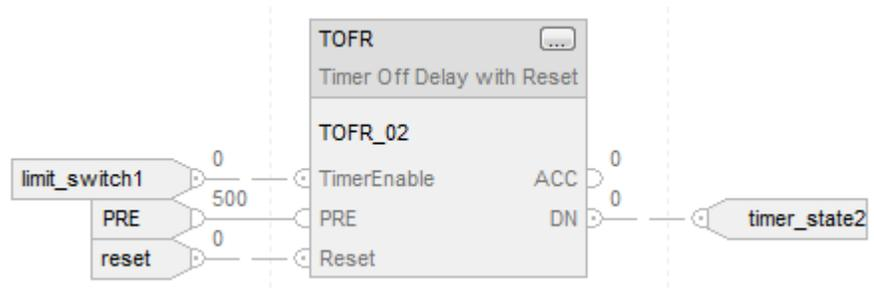 TOFR ...
Timer Off Delay with Reset
TOFR_02
limit_switch1 0 TimerEnable ACC 0
PRE 500 PRE DN 0 timer_state2
reset 0 Reset